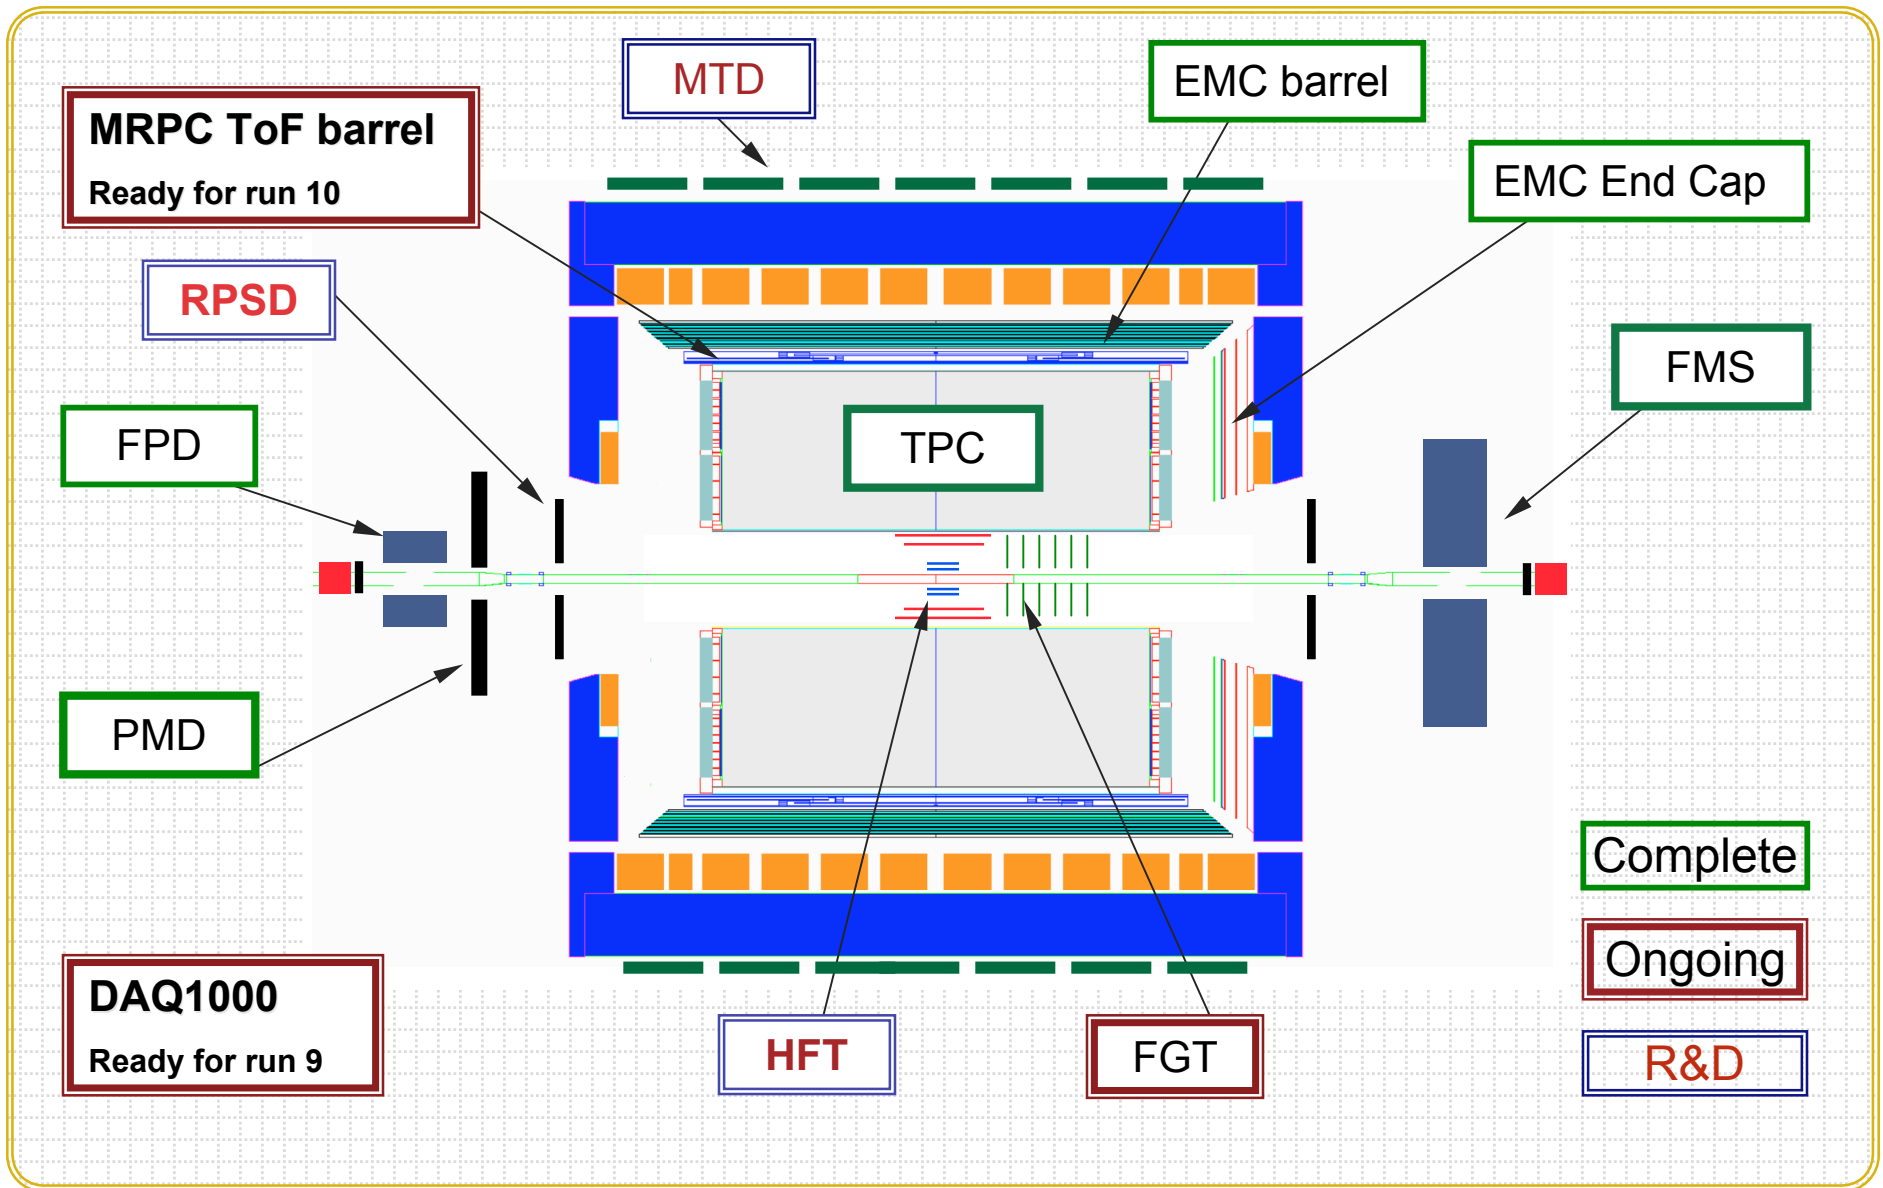 MTD
EMC barrel
MRPC ToF barrel
Ready for run 10
EMC End Cap
RPSD
FMS
FPD
TPC
PMD
Complete
Ongoing
DAQ1000
Ready for run 9
HFT
FGT
R&D